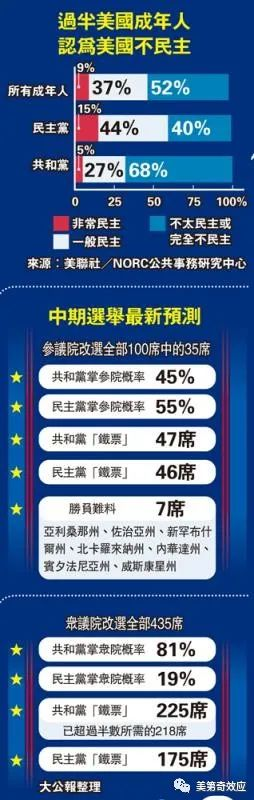 過半美國成年人
認爲美國不民主
9%
所有成年人 37% 52%
15%
民主黨 44% 40%
5%
共和黨 27% 68%
0 25 50 75 100%
非常民主 不太民主或
一般民主 完全不民主
來源：美聯社／NORC公共事務研究中心
中期選舉最新預測
參議院改選全部100席中的35席
共和黨掌參院概率 45%
民主黨掌參院概率 55%
共和黨「鐵票」 47席
民主黨「鐵票」 46席
勝負難料 7席
亞利桑那州、佐治亞州、新罕布什
爾州、北卡羅來納州、內華達州、
賓夕法尼亞州、威斯康星州
衆議院改選全部435席
共和黨掌衆院概率 81%
民主黨掌衆院概率 19%
共和黨「鐵票」 225席
已超過半數所需的218席
民主黨「鐵票」 175席
大公報整理
美第奇效应